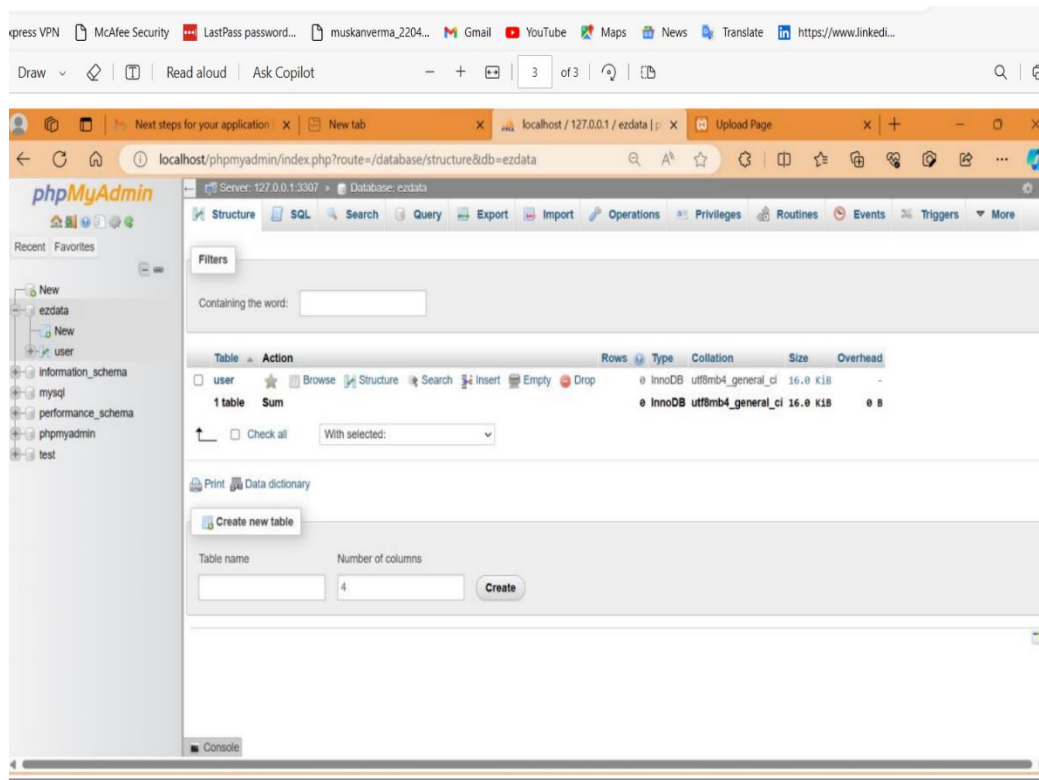 xpress VPN McAfee Security LastPass password... muskanverma_2204... Gmail YouTube Maps News Translate https://www.linkedi...
Draw Read aloud Ask Copilot 3 of 3
Next steps for your application New tab localhost / 127.0.0.1 / ezdata | p Upload Page
localhost/phpmyadmin/index.php?route=/database/structure&db=ezdata
phpMyAdmin
Recent Favorites
New
ezdata
New
user
information_schema
mysql
performance_schema
phpmyadmin
test
Server: 127.0.0.1:3307 » Database: ezdata
Structure SQL Search Query Export Import Operations Privileges Routines Events Triggers More
Filters
Containing the word:
Table Action Rows Type Collation Size Overhead
user Browse Structure Search Insert Empty Drop 0 InnoDB utf8mb4_general_ci 16.0 KiB -
1 table Sum 0 InnoDB utf8mb4_general_ci 16.0 KiB 0 B
Check all With selected:
Print Data dictionary
Create new table
Table name Number of columns
4 Create
Console